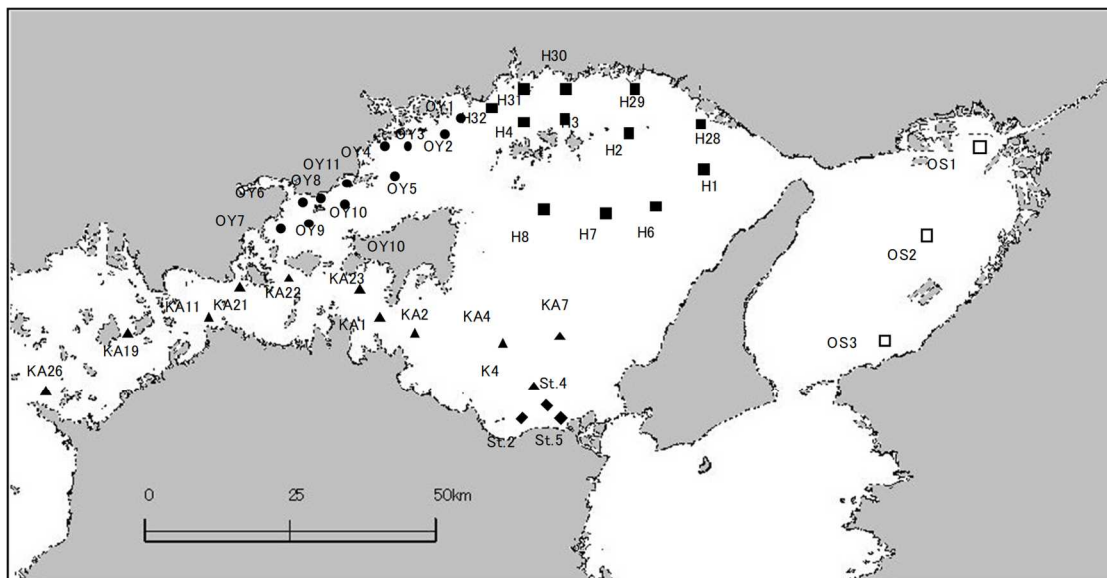 H30
H31
H29
OY1
H32
H4
H3
OY3
OY2
H2
H28
OY4
OS1
OY11
OY8
OY5
H1
OY6
OY10
OY7
OY9
H8
H7
H6
OY10
OS2
KA23
KA22
KA11
KA21
KA1
KA2
KA4
KA7
OS3
KA19
KA26
K4
St.4
St.2
St.5
0
25
50km